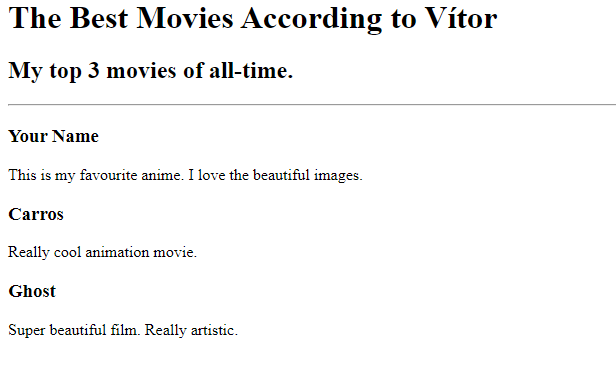 The Best Movies According to Vítor
My top 3 movies of all-time.
Your Name
This is my favourite anime. I love the beautiful images.
Carros
Really cool animation movie.
Ghost
Super beautiful film. Really artistic.